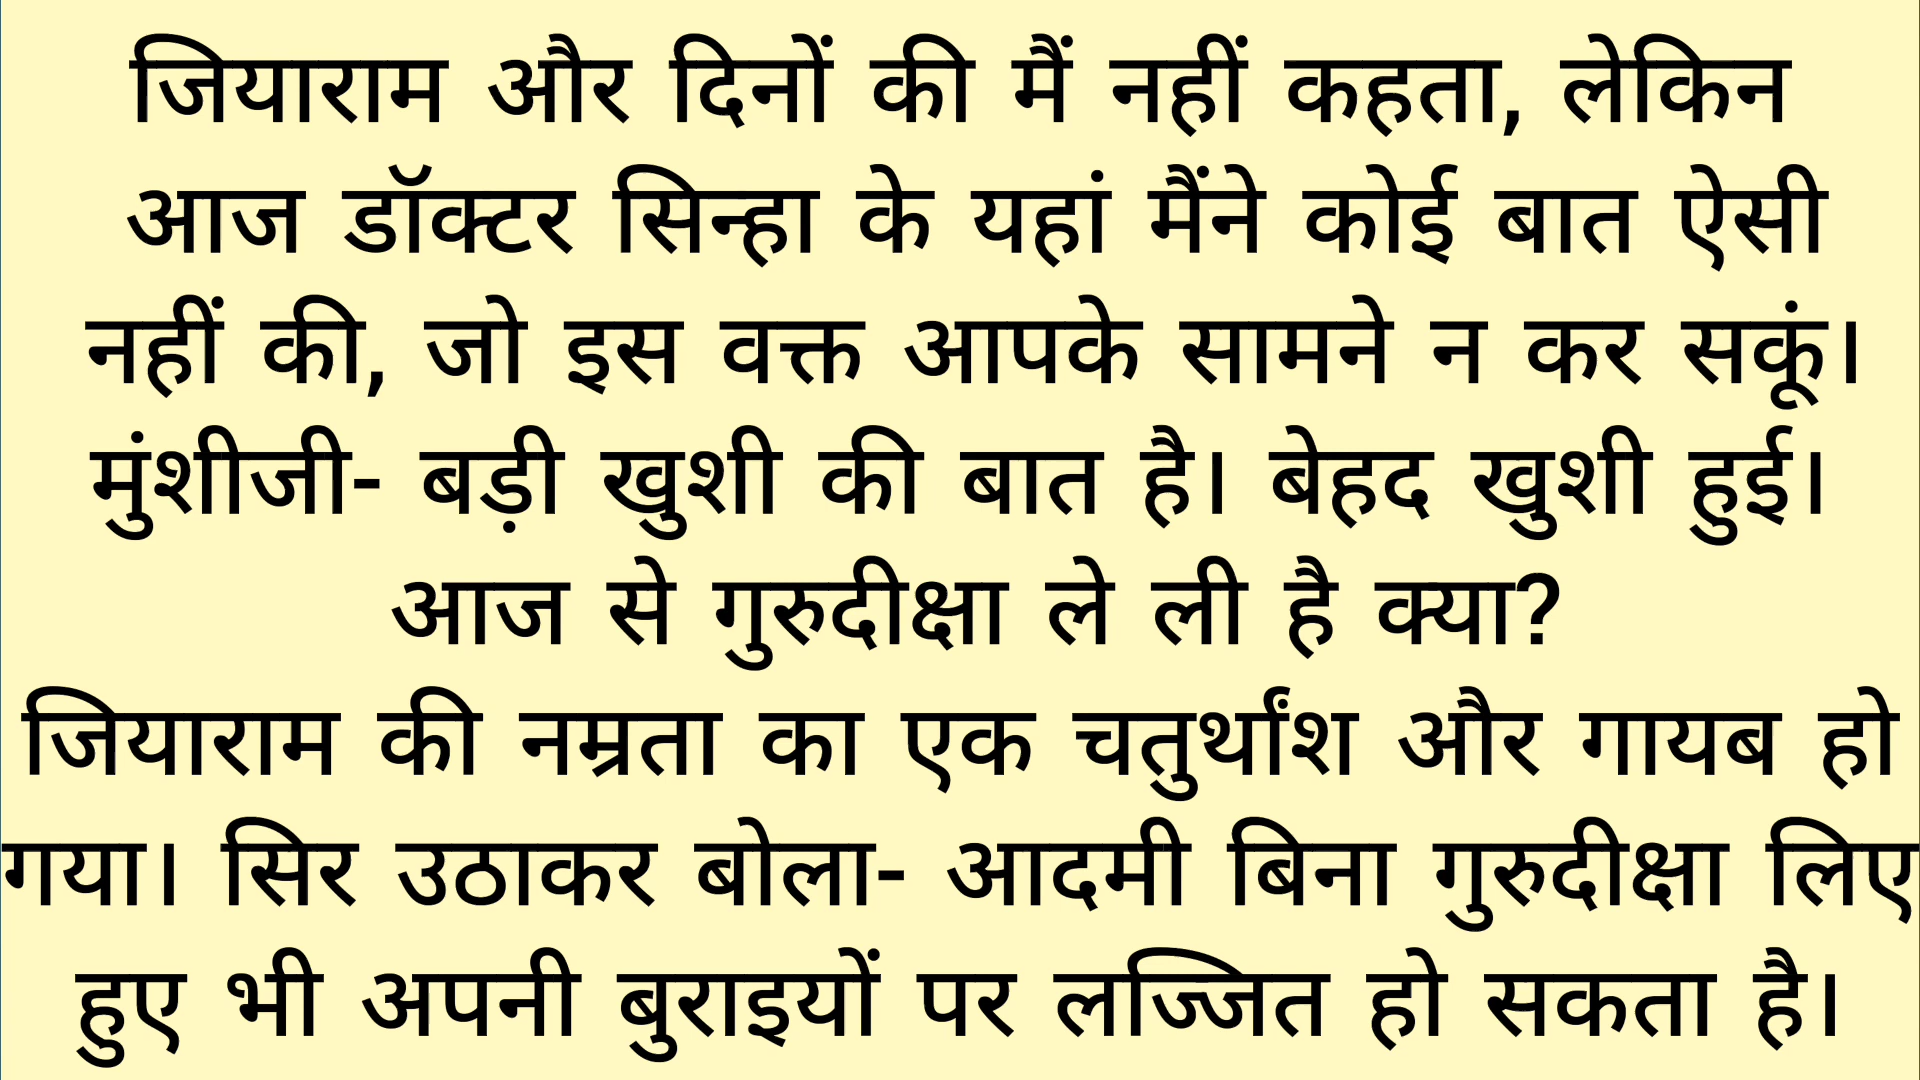 जियाराम और दिनों की मैं नहीं कहता, लेकिन
आज डॉक्टर सिन्हा के यहां मैंने कोई बात ऐसी
नहीं की, जो इस वक्त आपके सामने न कर सकूं।
मुंशीजी- बड़ी खुशी की बात है। बेहद खुशी हुई।
आज से गुरुदीक्षा ले ली है क्या?
जियाराम की नम्रता का एक चतुर्थांश और गायब हो
गया। सिर उठाकर बोला- आदमी बिना गुरुदीक्षा लिए
हुए भी अपनी बुराइयों पर लज्जित हो सकता है।